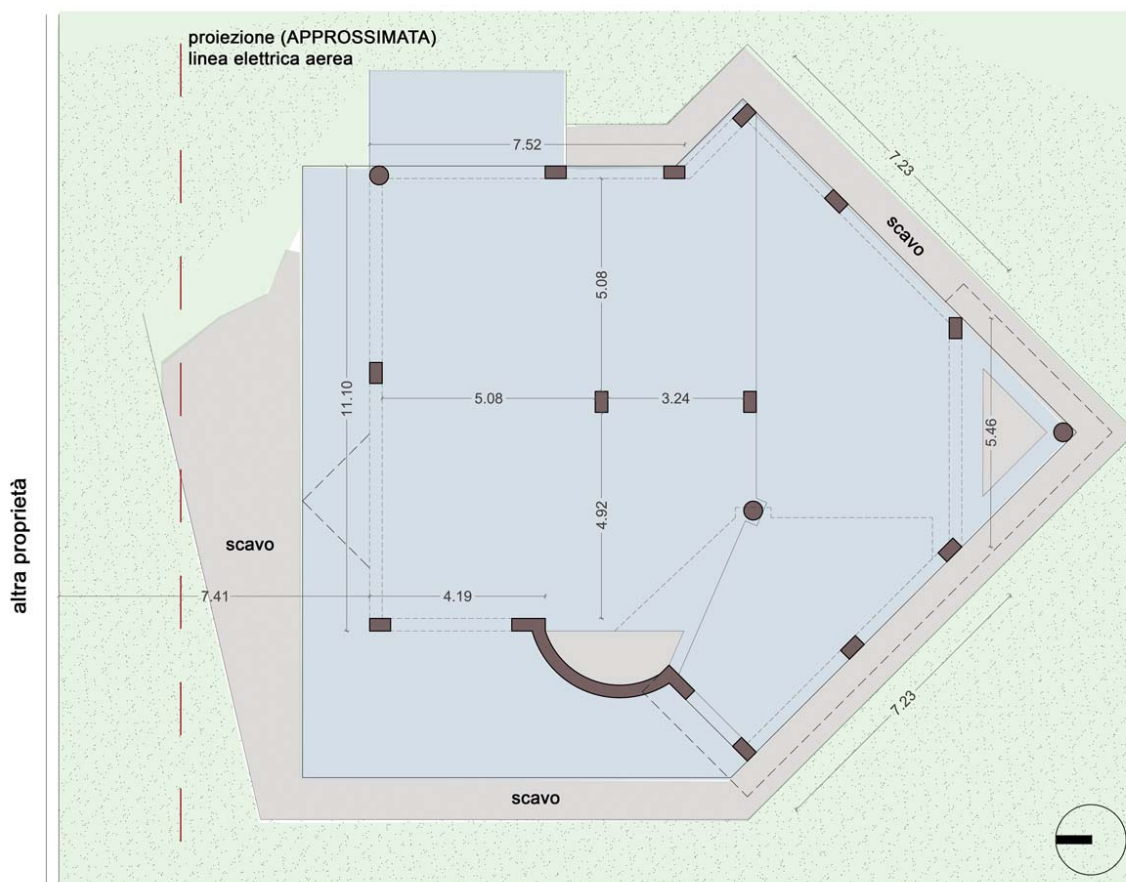 proiezione (APPROSSIMATA)
linea elettrica aerea
7.52
7.23
scavo
5.08
11.10
5.08
3.24
5.46
4.92
altra proprietà
scavo
7.41
4.19
7.23
scavo